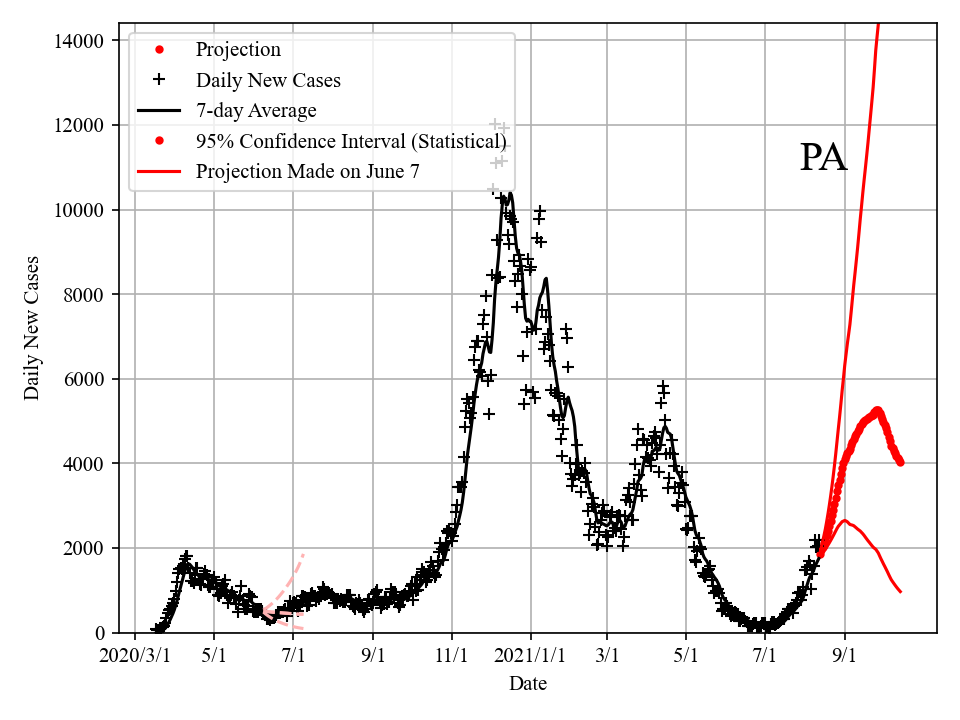 14000
12000
10000
8000
6000
4000
2000
0
Daily New Cases
Projection
Daily New Cases
7-day Average
95% Confidence Interval (Statistical)
Projection Made on June 7
PA
2020/3/1 5/1 7/1 9/1 11/1 2021/1/1 3/1 5/1 7/1 9/1
Date